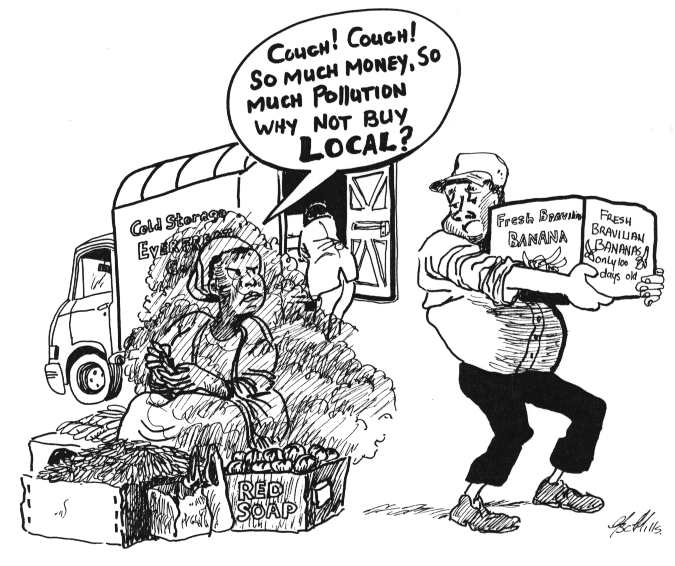 COUGH! COUGH!
SO MUCH MONEY, SO
MUCH POLLUTION
WHY NOT BUY
LOCAL?
Cold Storage
Fresh Bravilian
BANANA
FRESH
BRAVILIAN
BANANAS
only 100
days old
RED
SOAP